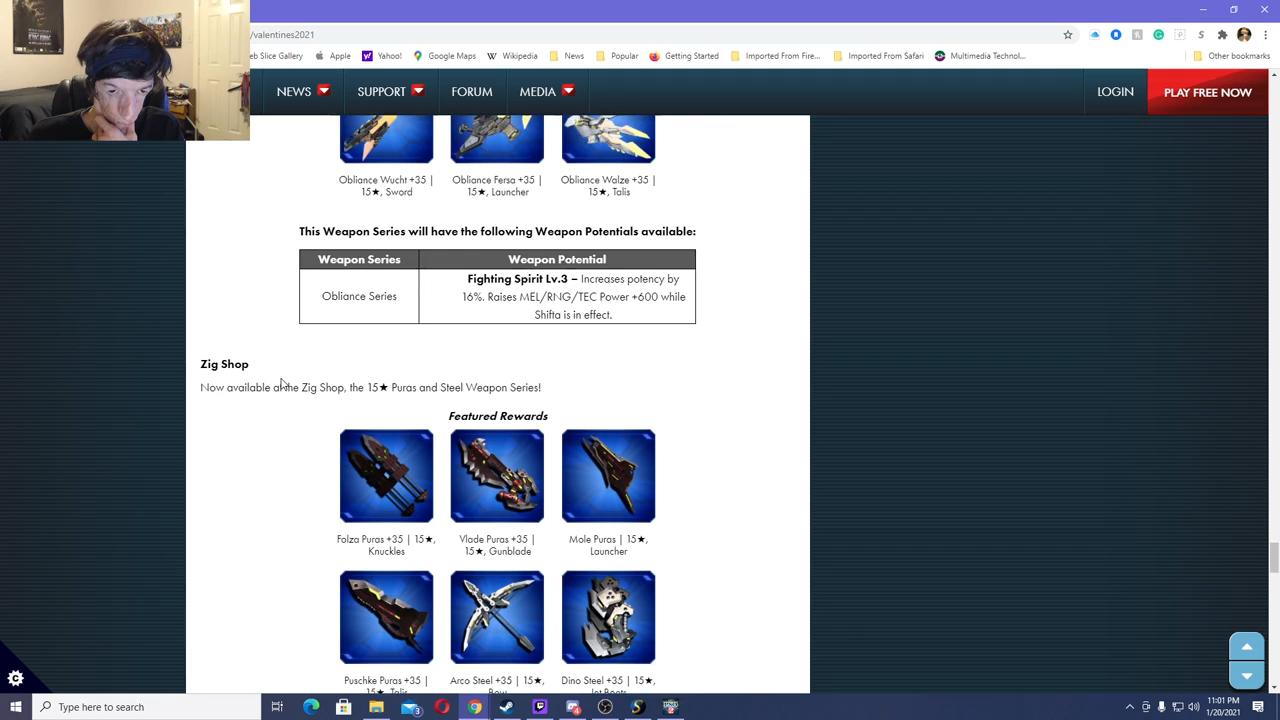 /valentines2021
eb Slice Gallery Apple Yahoo! Google Maps Wikipedia News Popular Getting Started Imported From Fire... Imported From Safari Multimedia Technol... Other bookmarks
NEWS SUPPORT FORUM MEDIA LOGIN PLAY FREE NOW
Obliance Wucht +35 |
15★, Sword
Obliance Fersa +35 |
15★, Launcher
Obliance Walze +35 |
15★, Talis
This Weapon Series will have the following Weapon Potentials available:
Weapon Series Weapon Potential
Obliance Series
Fighting Spirit Lv.3 – Increases potency by
16%. Raises MEL/RNG/TEC Power +600 while
Shifta is in effect.
Zig Shop
Now available at the Zig Shop, the 15★ Puras and Steel Weapon Series!
Featured Rewards
Folza Puras +35 | 15★,
Knuckles
Vlade Puras +35 |
15★, Gunblade
Mole Puras | 15★,
Launcher
Puschke Puras +35 |
15★, Talis
Arco Steel +35 | 15★,
Bow
Dino Steel +35 | 15★,
Jet Boots
Type here to search
11:01 PM
1/20/2021